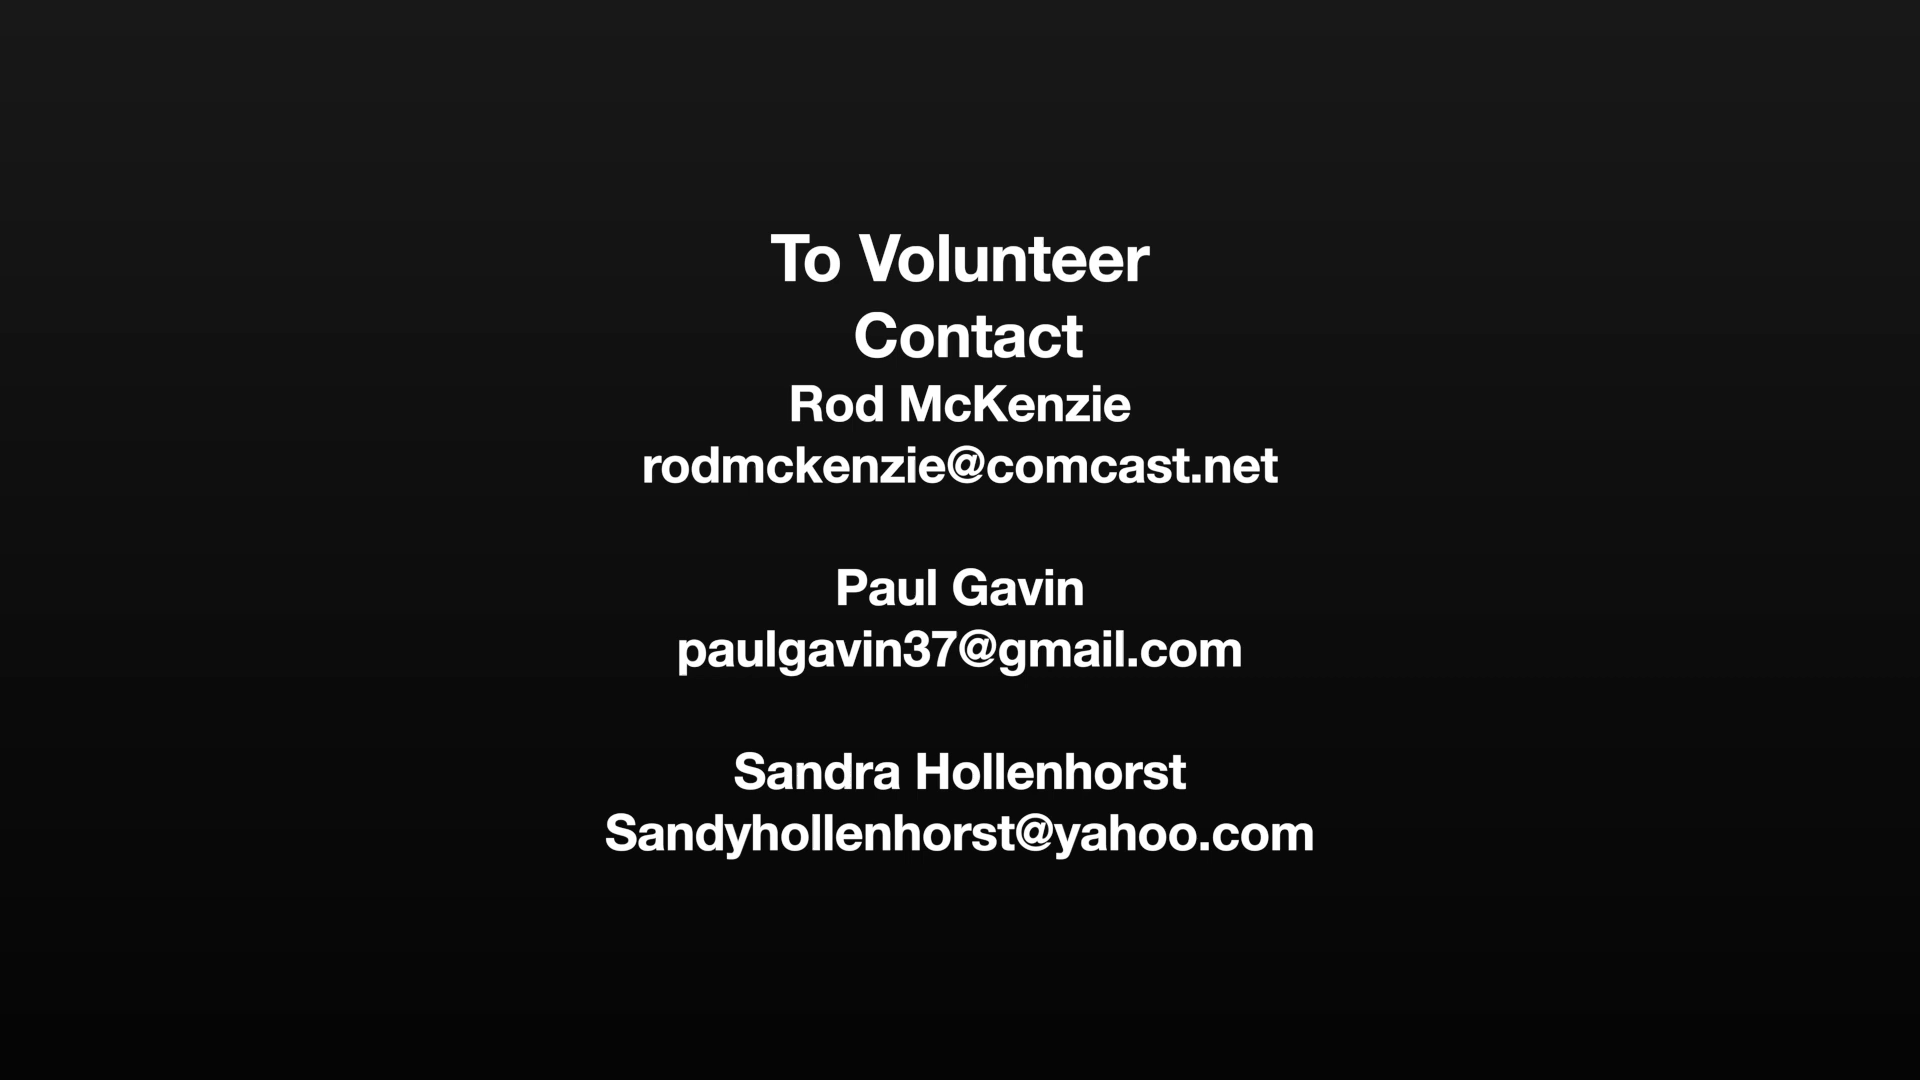 To Volunteer
Contact
Rod McKenzie
rodmckenzie@comcast.net
Paul Gavin
paulgavin37@gmail.com
Sandra Hollenhorst
Sandyhollenhorst@yahoo.com